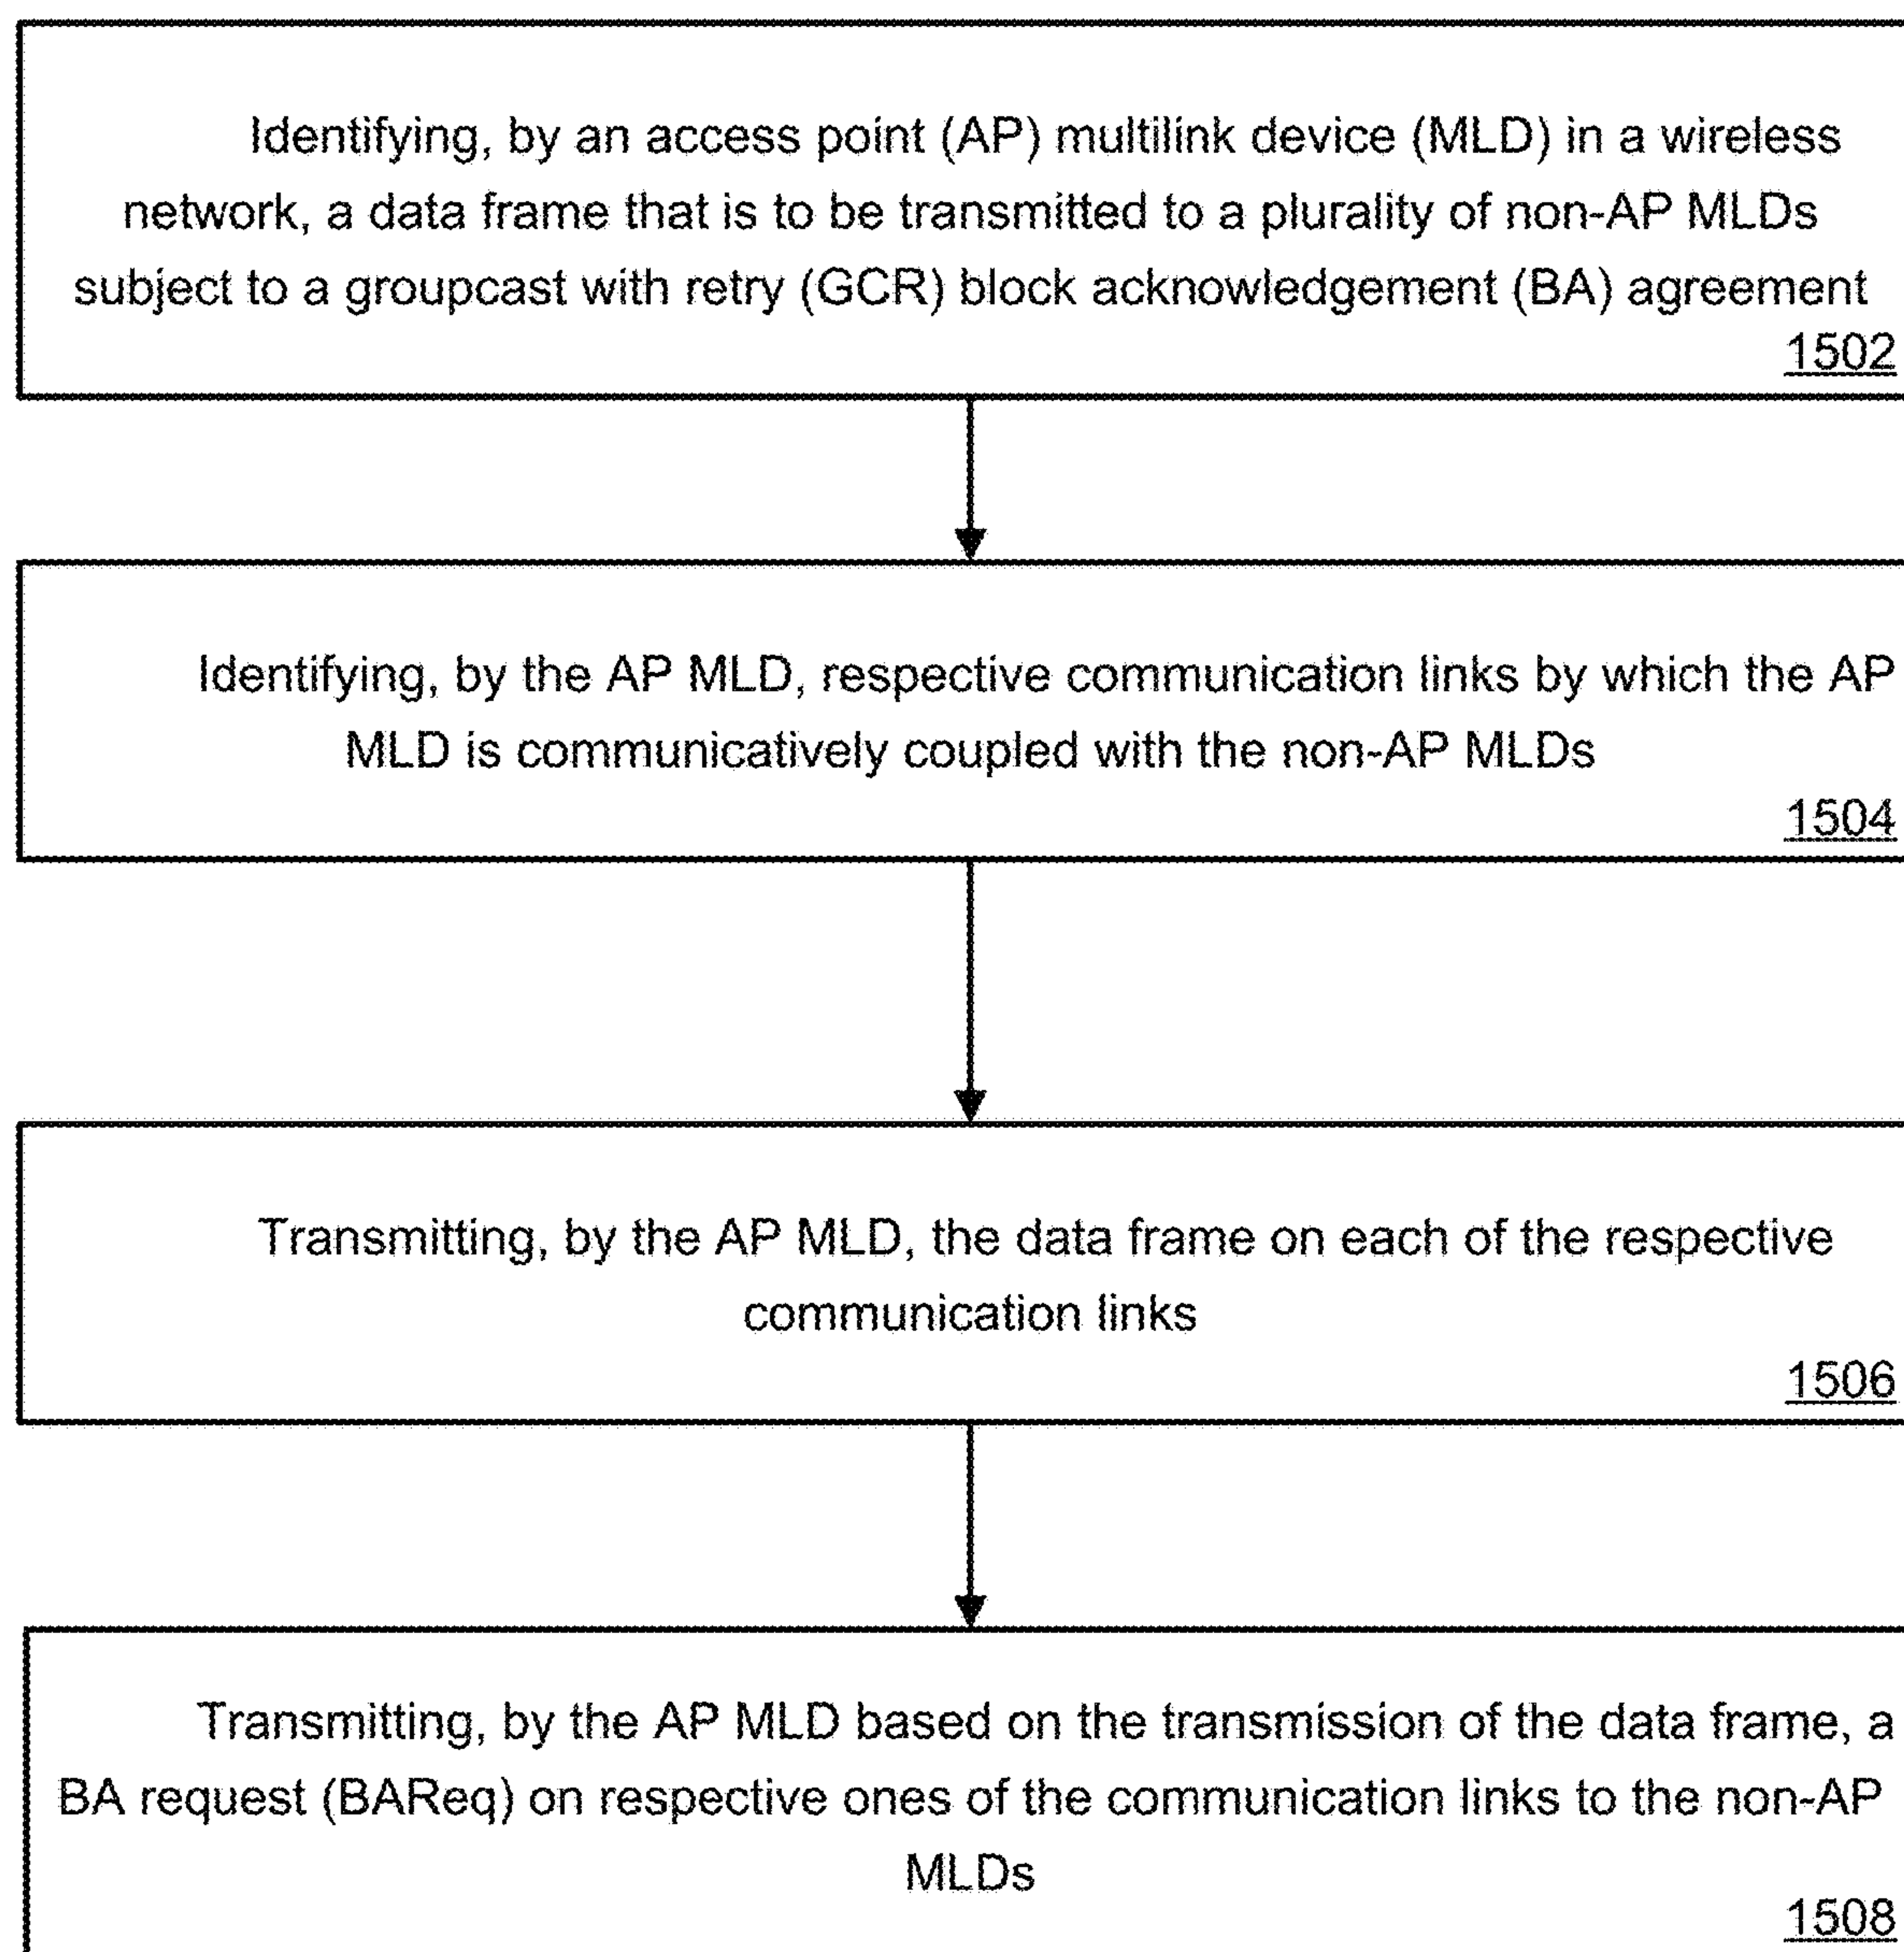 Identifying, by an access point (AP) multilink device (MLD) in a wireless
network, a data frame that is to be transmitted to a plurality of non-AP MLDs
subject to a groupcast with retry (GCR) block acknowledgement (BA) agreement
1502
Identifying, by the AP MLD, respective communication links by which the AP
MLD is communicatively coupled with the non-AP MLDs
1504
Transmitting, by the AP MLD, the data frame on each of the respective
communication links
1506
Transmitting, by the AP MLD based on the transmission of the data frame, a
BA request (BAReq) on respective ones of the communication links to the non-AP
MLDs
1508